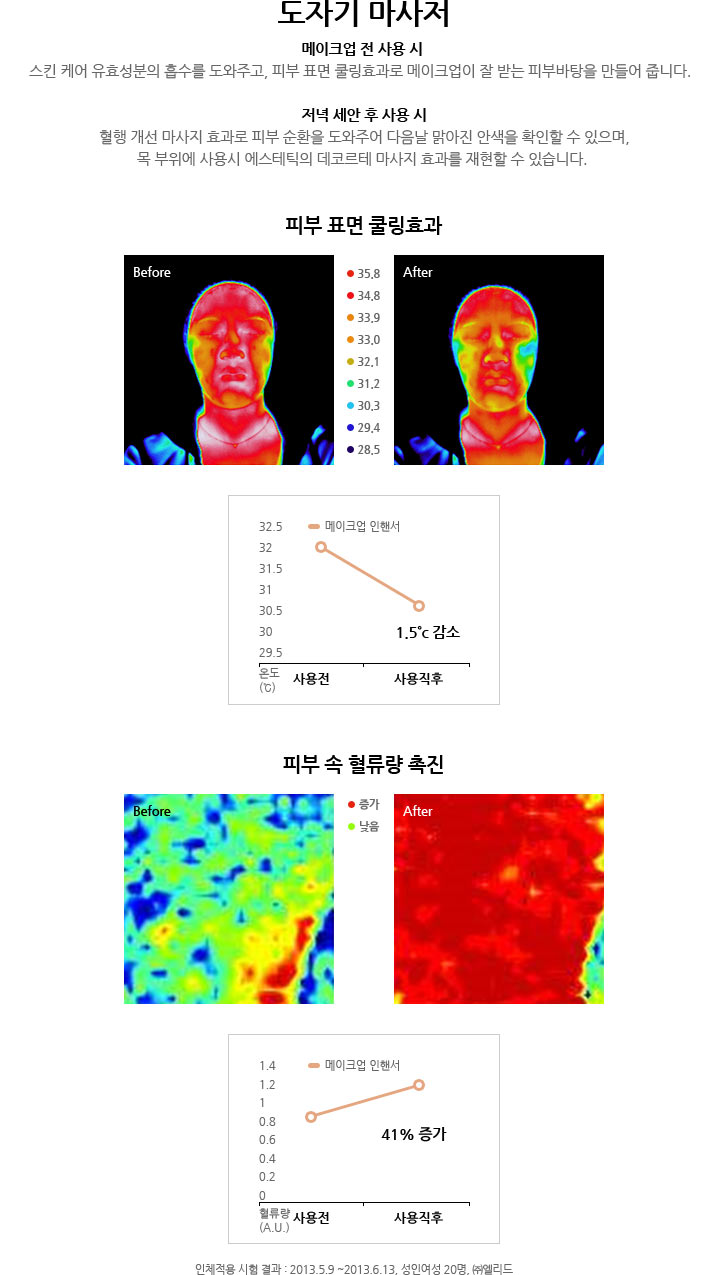 도자기 마사저
메이크업 전 사용 시
스킨 케어 유효성분의 흡수를 도와주고, 피부 표면 쿨링효과로 메이크업이 잘 받는 피부바탕을 만들어 줍니다.
저녁 세안 후 사용 시
혈행 개선 마사지 효과로 피부 순환을 도와주어 다음날 맑아진 안색을 확인할 수 있으며,
목 부위에 사용시 에스테틱의 데코르테 마사지 효과를 재현할 수 있습니다.
피부 표면 쿨링효과
Before
After
35.8
34.8
33.9
33.0
32.1
31.2
30.3
29.4
28.5
메이크업 인핸서
32.5
32
31.5
31
30.5
30
29.5
1.5°c 감소
온도
(℃)
사용전
사용직후
피부 속 혈류량 촉진
Before
증가
낮음
After
메이크업 인핸서
1.4
1.2
1
0.8
0.6
0.4
0.2
0
41% 증가
혈류량
(A.U.)
사용전
사용직후
인체적용 시험 결과 : 2013.5.9 ~2013.6.13, 성인여성 20명, ㈜엘리드